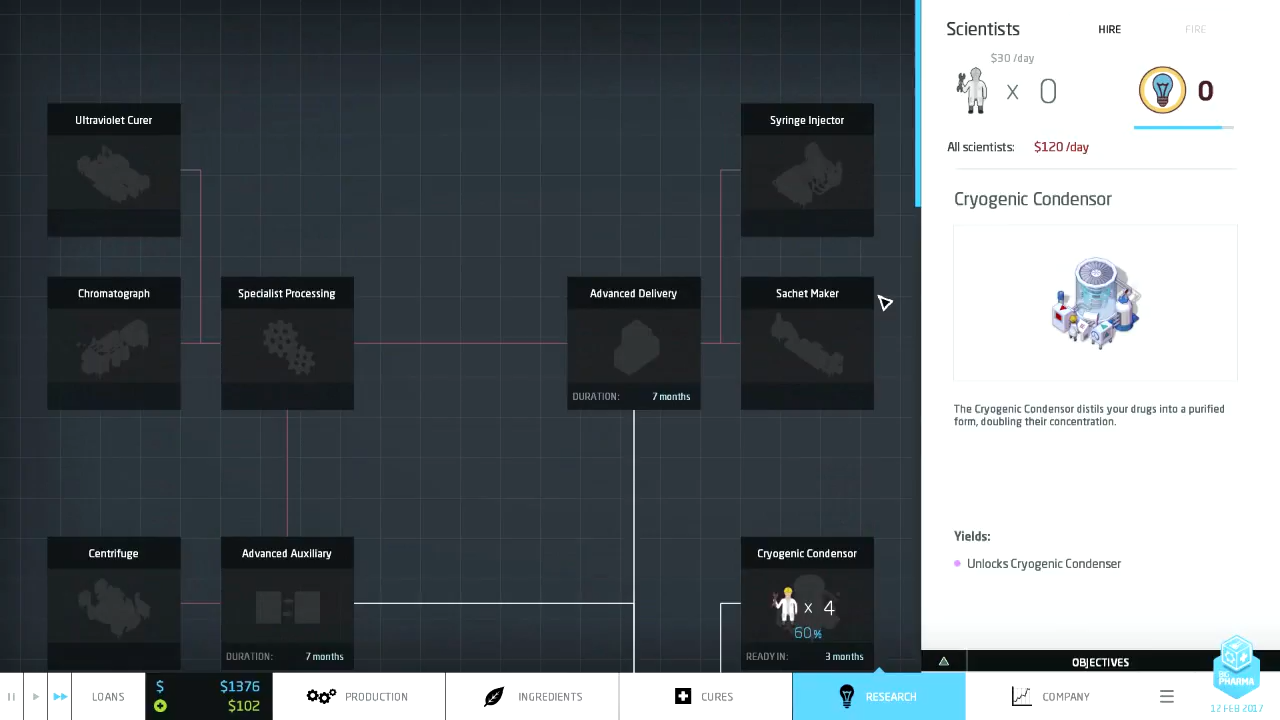 Scientists
HIRE
FIRE
$30 /day
x 0
0
All scientists: $120 /day
Ultraviolet Curer
Syringe Injector
Cryogenic Condensor
Chromatograph
Specialist Processing
Advanced Delivery
Sachet Maker
DURATION: 7 months
The Cryogenic Condensor distils your drugs into a purified
form, doubling their concentration.
Yields:
Unlocks Cryogenic Condenser
Centrifuge
Advanced Auxiliary
Cryogenic Condensor
x 4
60%
DURATION: 7 months
READY IN: 3 months
OBJECTIVES
LOANS
$ $1376
$102
PRODUCTION
INGREDIENTS
CURES
RESEARCH
COMPANY
BIG PHARMA
12 FEB 2017